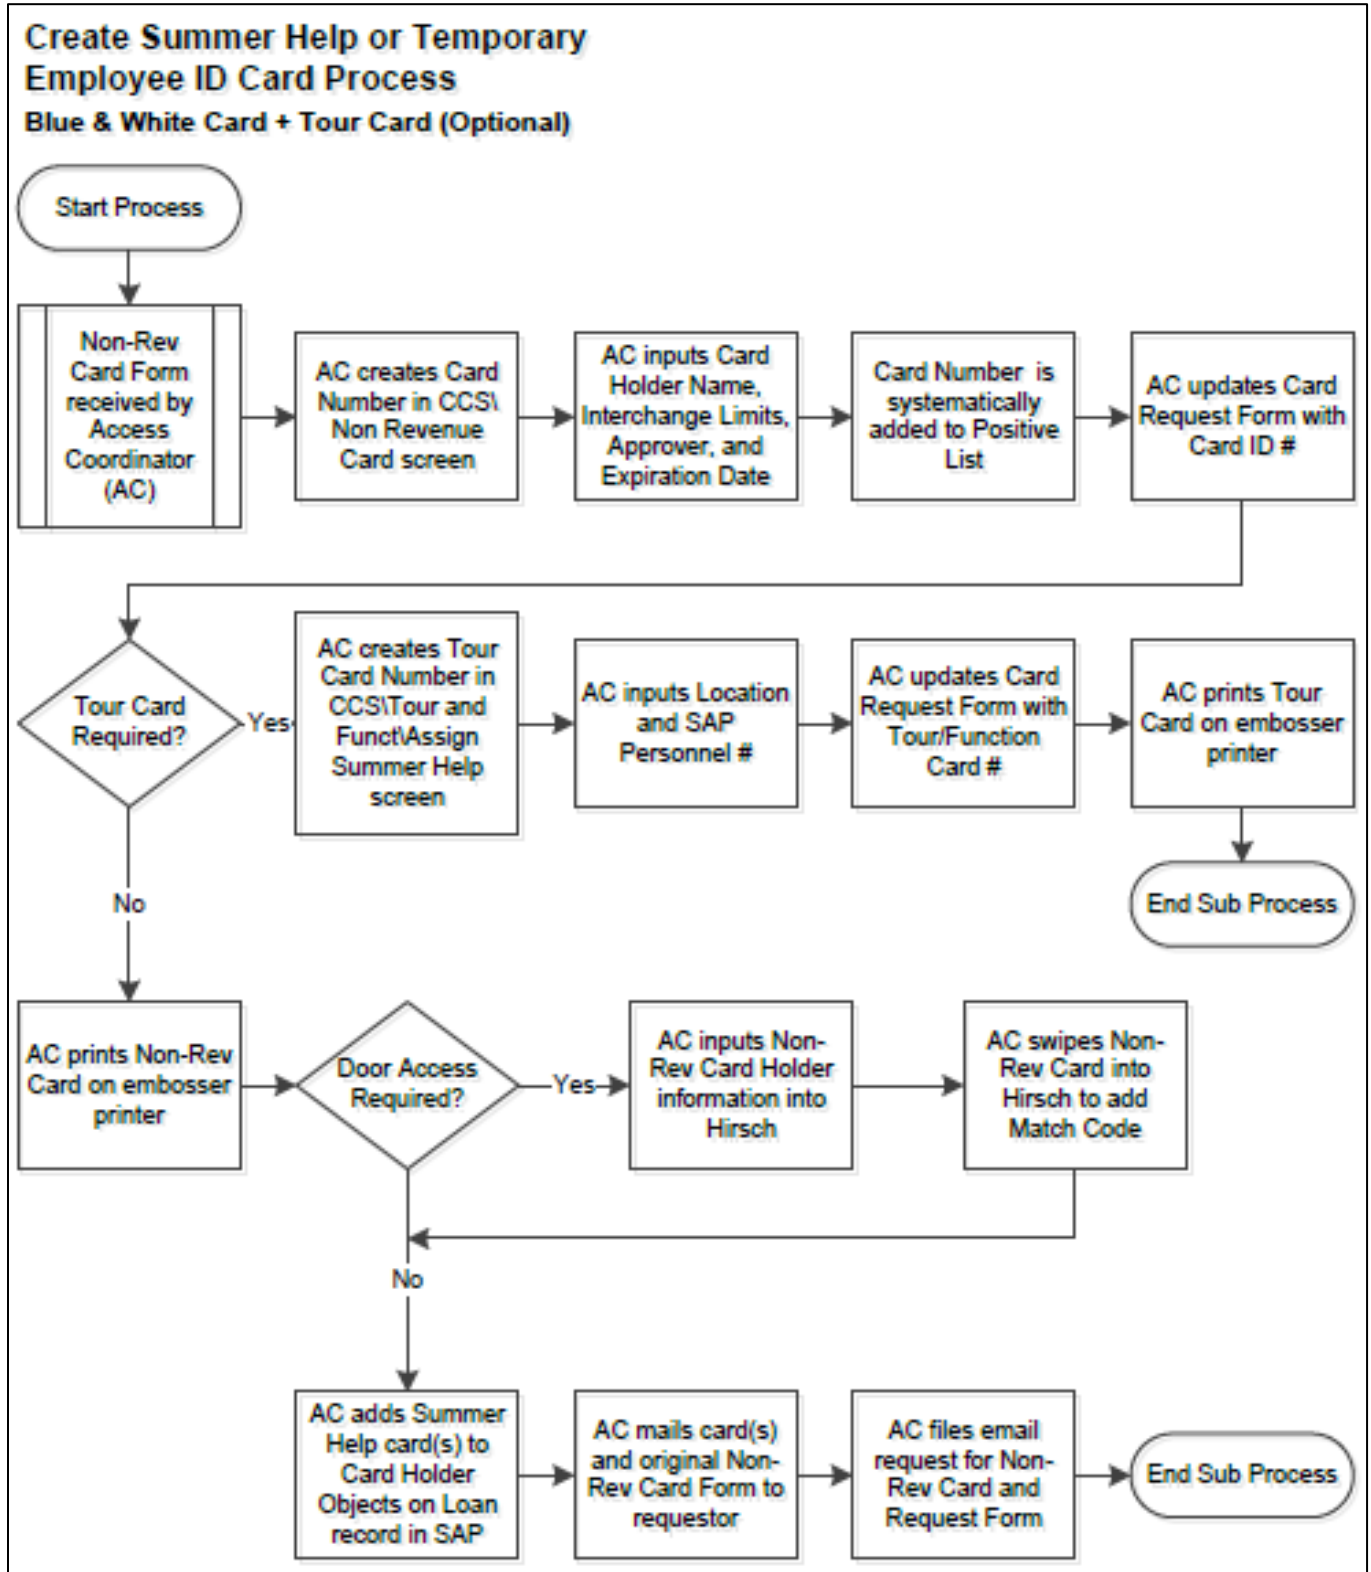 Create Summer Help or Temporary
Employee ID Card Process
Blue & White Card + Tour Card (Optional)
Start Process
Non-Rev
Card Form
received by
Access
Coordinator
(AC)
AC creates Card
Number in CCS\
Non Revenue
Card screen
AC inputs Card
Holder Name,
Interchange Limits,
Approver, and
Expiration Date
Card Number is
systematically
added to Positive
List
AC updates Card
Request Form with
Card ID #
Tour Card
Required?
Yes
AC creates Tour
Card Number in
CCS\Tour and
Funct\Assign
Summer Help
screen
AC inputs Location
and SAP
Personnel #
AC updates Card
Request Form with
Tour/Function
Card #
AC prints Tour
Card on embosser
printer
End Sub Process
No
AC prints Non-Rev
Card on embosser
printer
Door Access
Required?
Yes
AC inputs Non-
Rev Card Holder
information into
Hirsch
AC swipes Non-
Rev Card into
Hirsch to add
Match Code
No
AC adds Summer
Help card(s) to
Card Holder
Objects on Loan
record in SAP
AC mails card(s)
and original Non-
Rev Card Form to
requestor
AC files email
request for Non-
Rev Card and
Request Form
End Sub Process